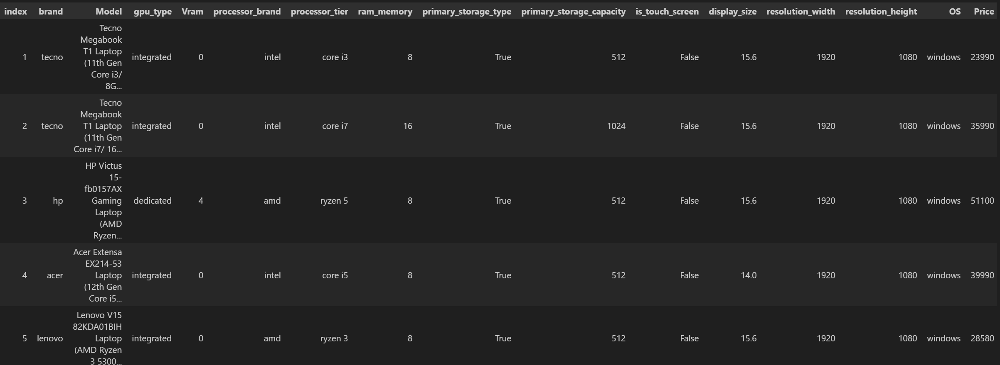 index brand Model gpu_type Vram processor_brand processor_tier ram_memory primary_storage_type primary_storage_capacity is_touch_screen display_size resolution_width resolution_height OS Price
Tecno
Megabook
T1 Laptop
1 tecno (11th Gen integrated 0 intel core i3 8 True 512 False 15.6 1920 1080 windows 23990
Core i3/
8G...
Tecno
Megabook
2 tecno T1 Laptop integrated 0 intel core i7 16 True 1024 False 15.6 1920 1080 windows 35990
(11th Gen
Core i7/ 16...
HP Victus
15-
fb0157AX
3 hp Gaming dedicated 4 amd ryzen 5 8 True 512 False 15.6 1920 1080 windows 51100
Laptop
(AMD
Ryzen...
Acer Extensa
EX214-53
4 acer Laptop integrated 0 intel core i5 8 True 512 False 14.0 1920 1080 windows 39990
(12th Gen
Core i5...
Lenovo V15
82KDA01BIH
5 lenovo Laptop integrated 0 amd ryzen 3 8 True 512 False 15.6 1920 1080 windows 28580
(AMD Ryzen
3 5300...